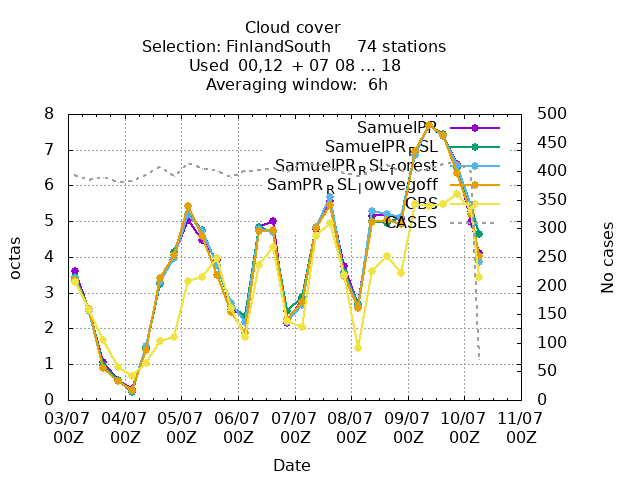 Cloud cover
Selection: FinlandSouth 74 stations
Used 00,12 + 07 08 ... 18
Averaging window: 6h
octas
8
7
6
5
4
3
2
1
0
500
450
400
350
300
250
200
150
100
50
0
No cases
SamuelPR
SamuelPR_RSL
SamuelPR_RSL_forest
SamPR_RSL_lowvegoff
OBS
CASES
03/07 04/07 05/07 06/07 07/07 08/07 09/07 10/07 11/07
00Z 00Z 00Z 00Z 00Z 00Z 00Z 00Z 00Z
Date